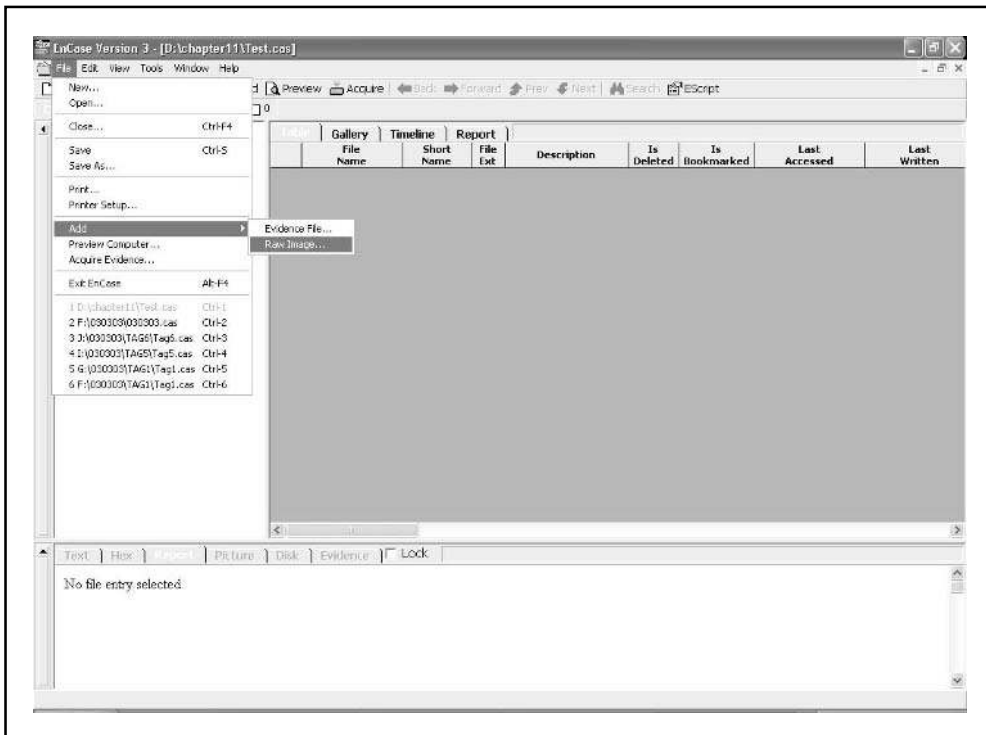 EnCase Version 3 - [D:\chapter11\Test.cas]
File Edit View Tools Window Help
Preview Acquire Back Forward Prev Next Search EScript
0
New...
Open...
Close... Ctrl-F4
Save Ctrl-S
Save As...
Print...
Printer Setup...
Add
Preview Computer...
Acquire Evidence...
Exit EnCase Alt-F4
1 D:\chapter11\Test.cas Ctrl-1
2 F:\030303\030303.cas Ctrl-2
3 J:\030303\TAG6\Tag6.cas Ctrl-3
4 I:\030303\TAG5\Tag5.cas Ctrl-4
5 G:\030303\TAG1\Tag1.cas Ctrl-5
6 F:\030303\TAG1\Tag1.cas Ctrl-6
Evidence File...
Raw Image...
Table Gallery Timeline Report
File Name Short Name File Ext Description Is Deleted Is Bookmarked Last Accessed Last Written
Text Hex Report Picture Disk Evidence Lock
No file entry selected